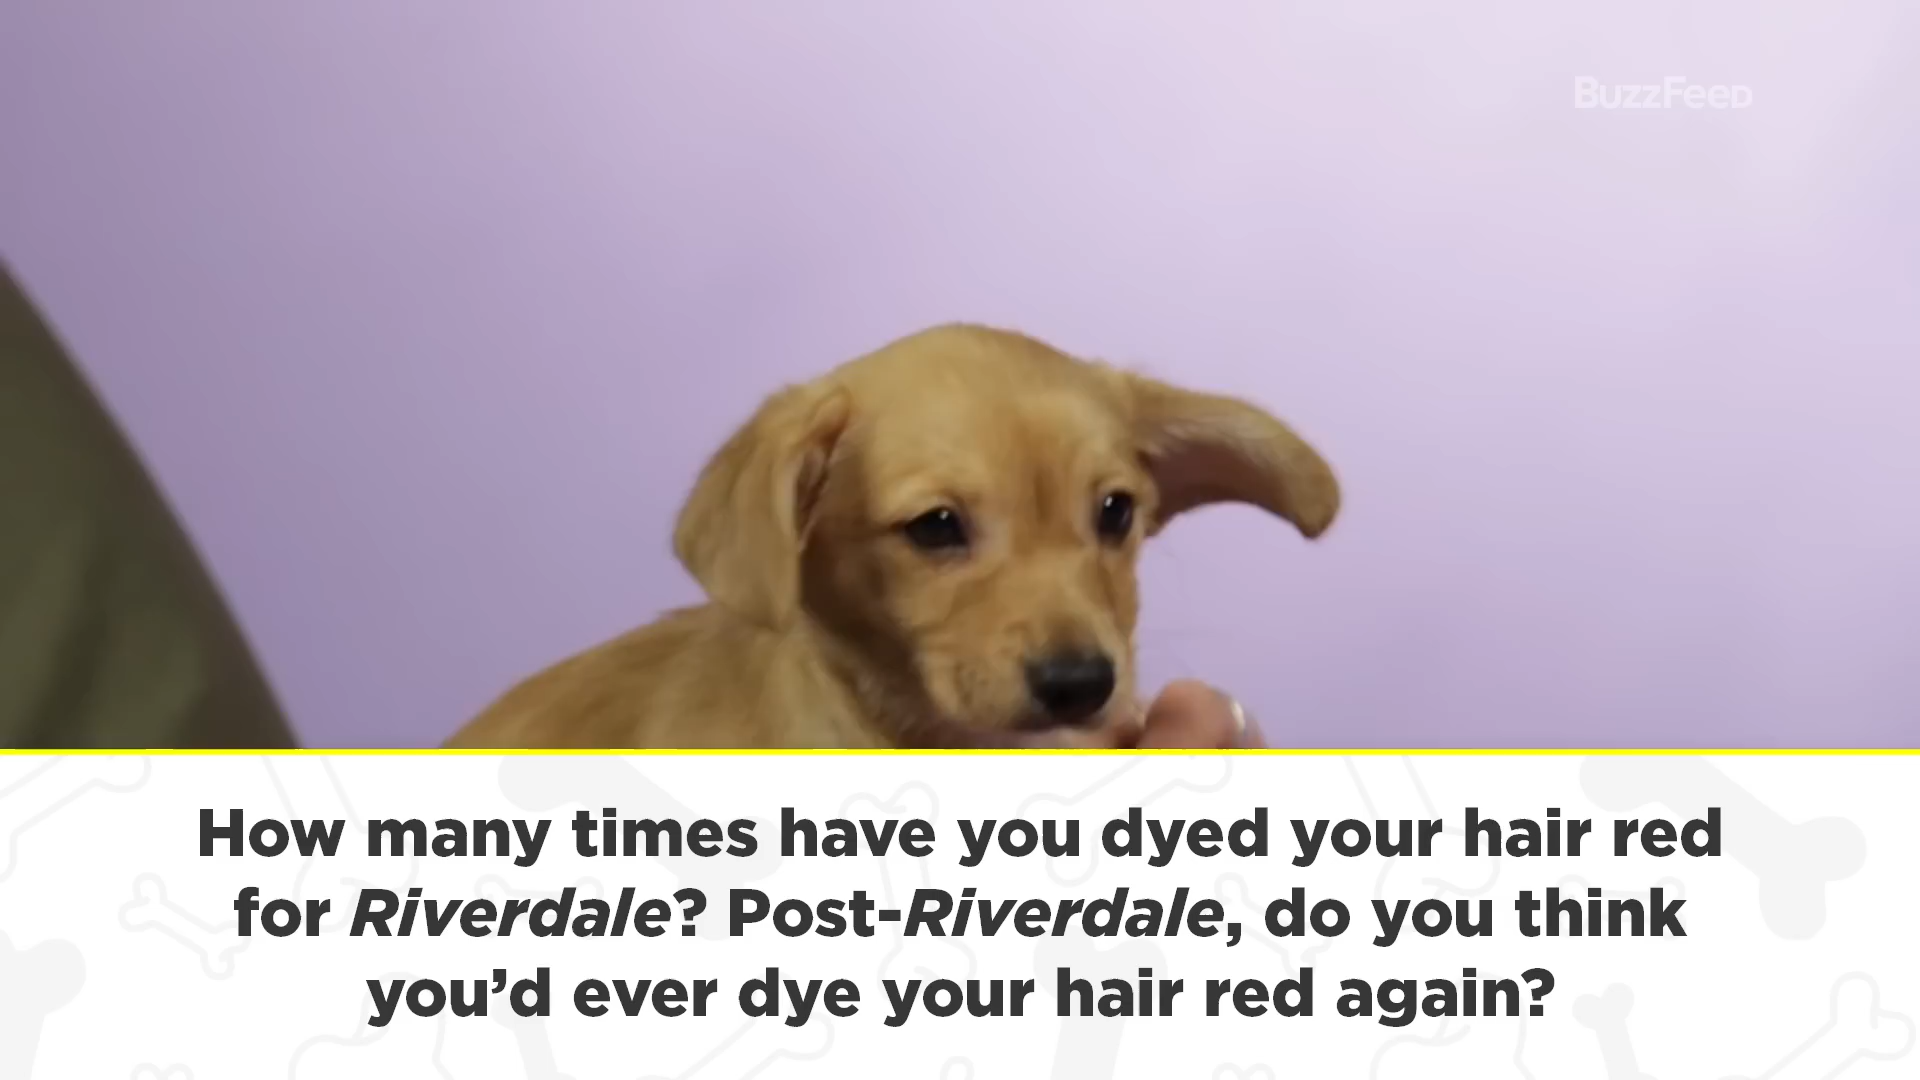 BuzzFeed
How many times have you dyed your hair red
for Riverdale? Post-Riverdale, do you think
you’d ever dye your hair red again?